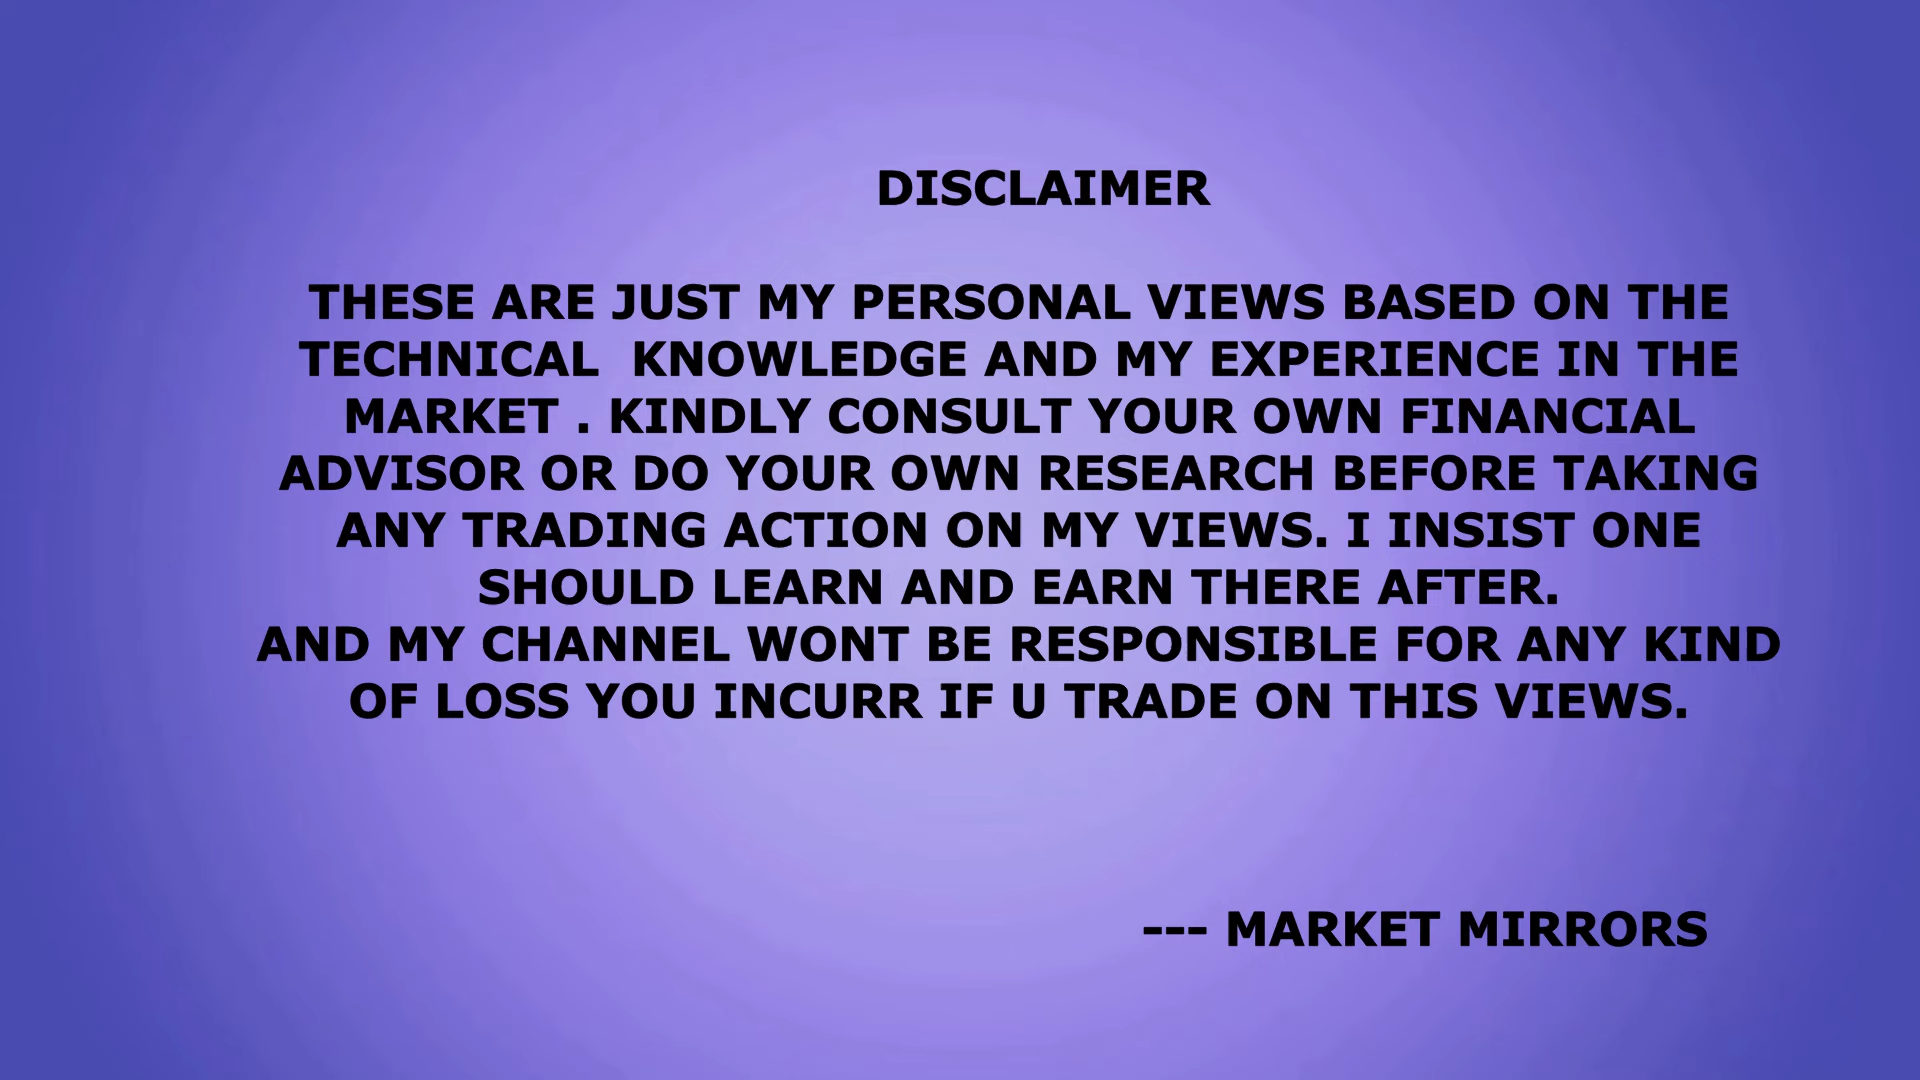 DISCLAIMER
THESE ARE JUST MY PERSONAL VIEWS BASED ON THE
TECHNICAL  KNOWLEDGE AND MY EXPERIENCE IN THE
MARKET . KINDLY CONSULT YOUR OWN FINANCIAL
ADVISOR OR DO YOUR OWN RESEARCH BEFORE TAKING
ANY TRADING ACTION ON MY VIEWS. I INSIST ONE
SHOULD LEARN AND EARN THERE AFTER.
AND MY CHANNEL WONT BE RESPONSIBLE FOR ANY KIND
OF LOSS YOU INCURR IF U TRADE ON THIS VIEWS.
--- MARKET MIRRORS